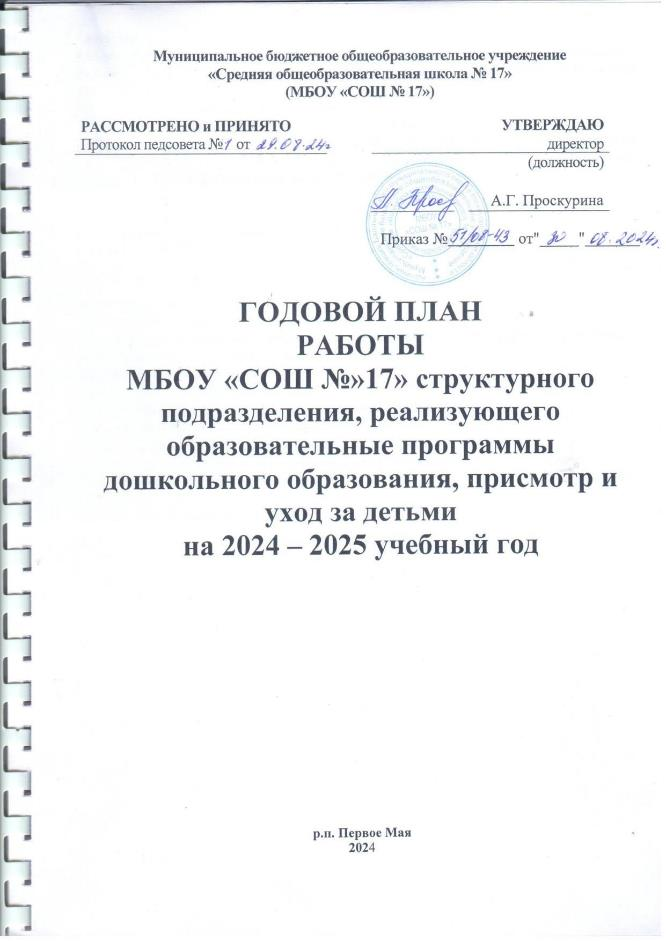 Муниципальное бюджетное общеобразовательное учреждение
«Средняя общеобразовательная школа № 17»
(МБОУ «СОШ № 17»)
РАССМОТРЕНО и ПРИНЯТО
Протокол педсовета №1 от 29.08.24г
УТВЕРЖДАЮ
директор
(должность)
А.Г. Проскурина
Приказ №51/08-43 от"30" 08.2024г.
ГОДОВОЙ ПЛАН
РАБОТЫ
МБОУ «СОШ №»17» структурного
подразделения, реализующего
образовательные программы
дошкольного образования, присмотр и
уход за детьми
на 2024 – 2025 учебный год
р.п. Первое Мая
2024